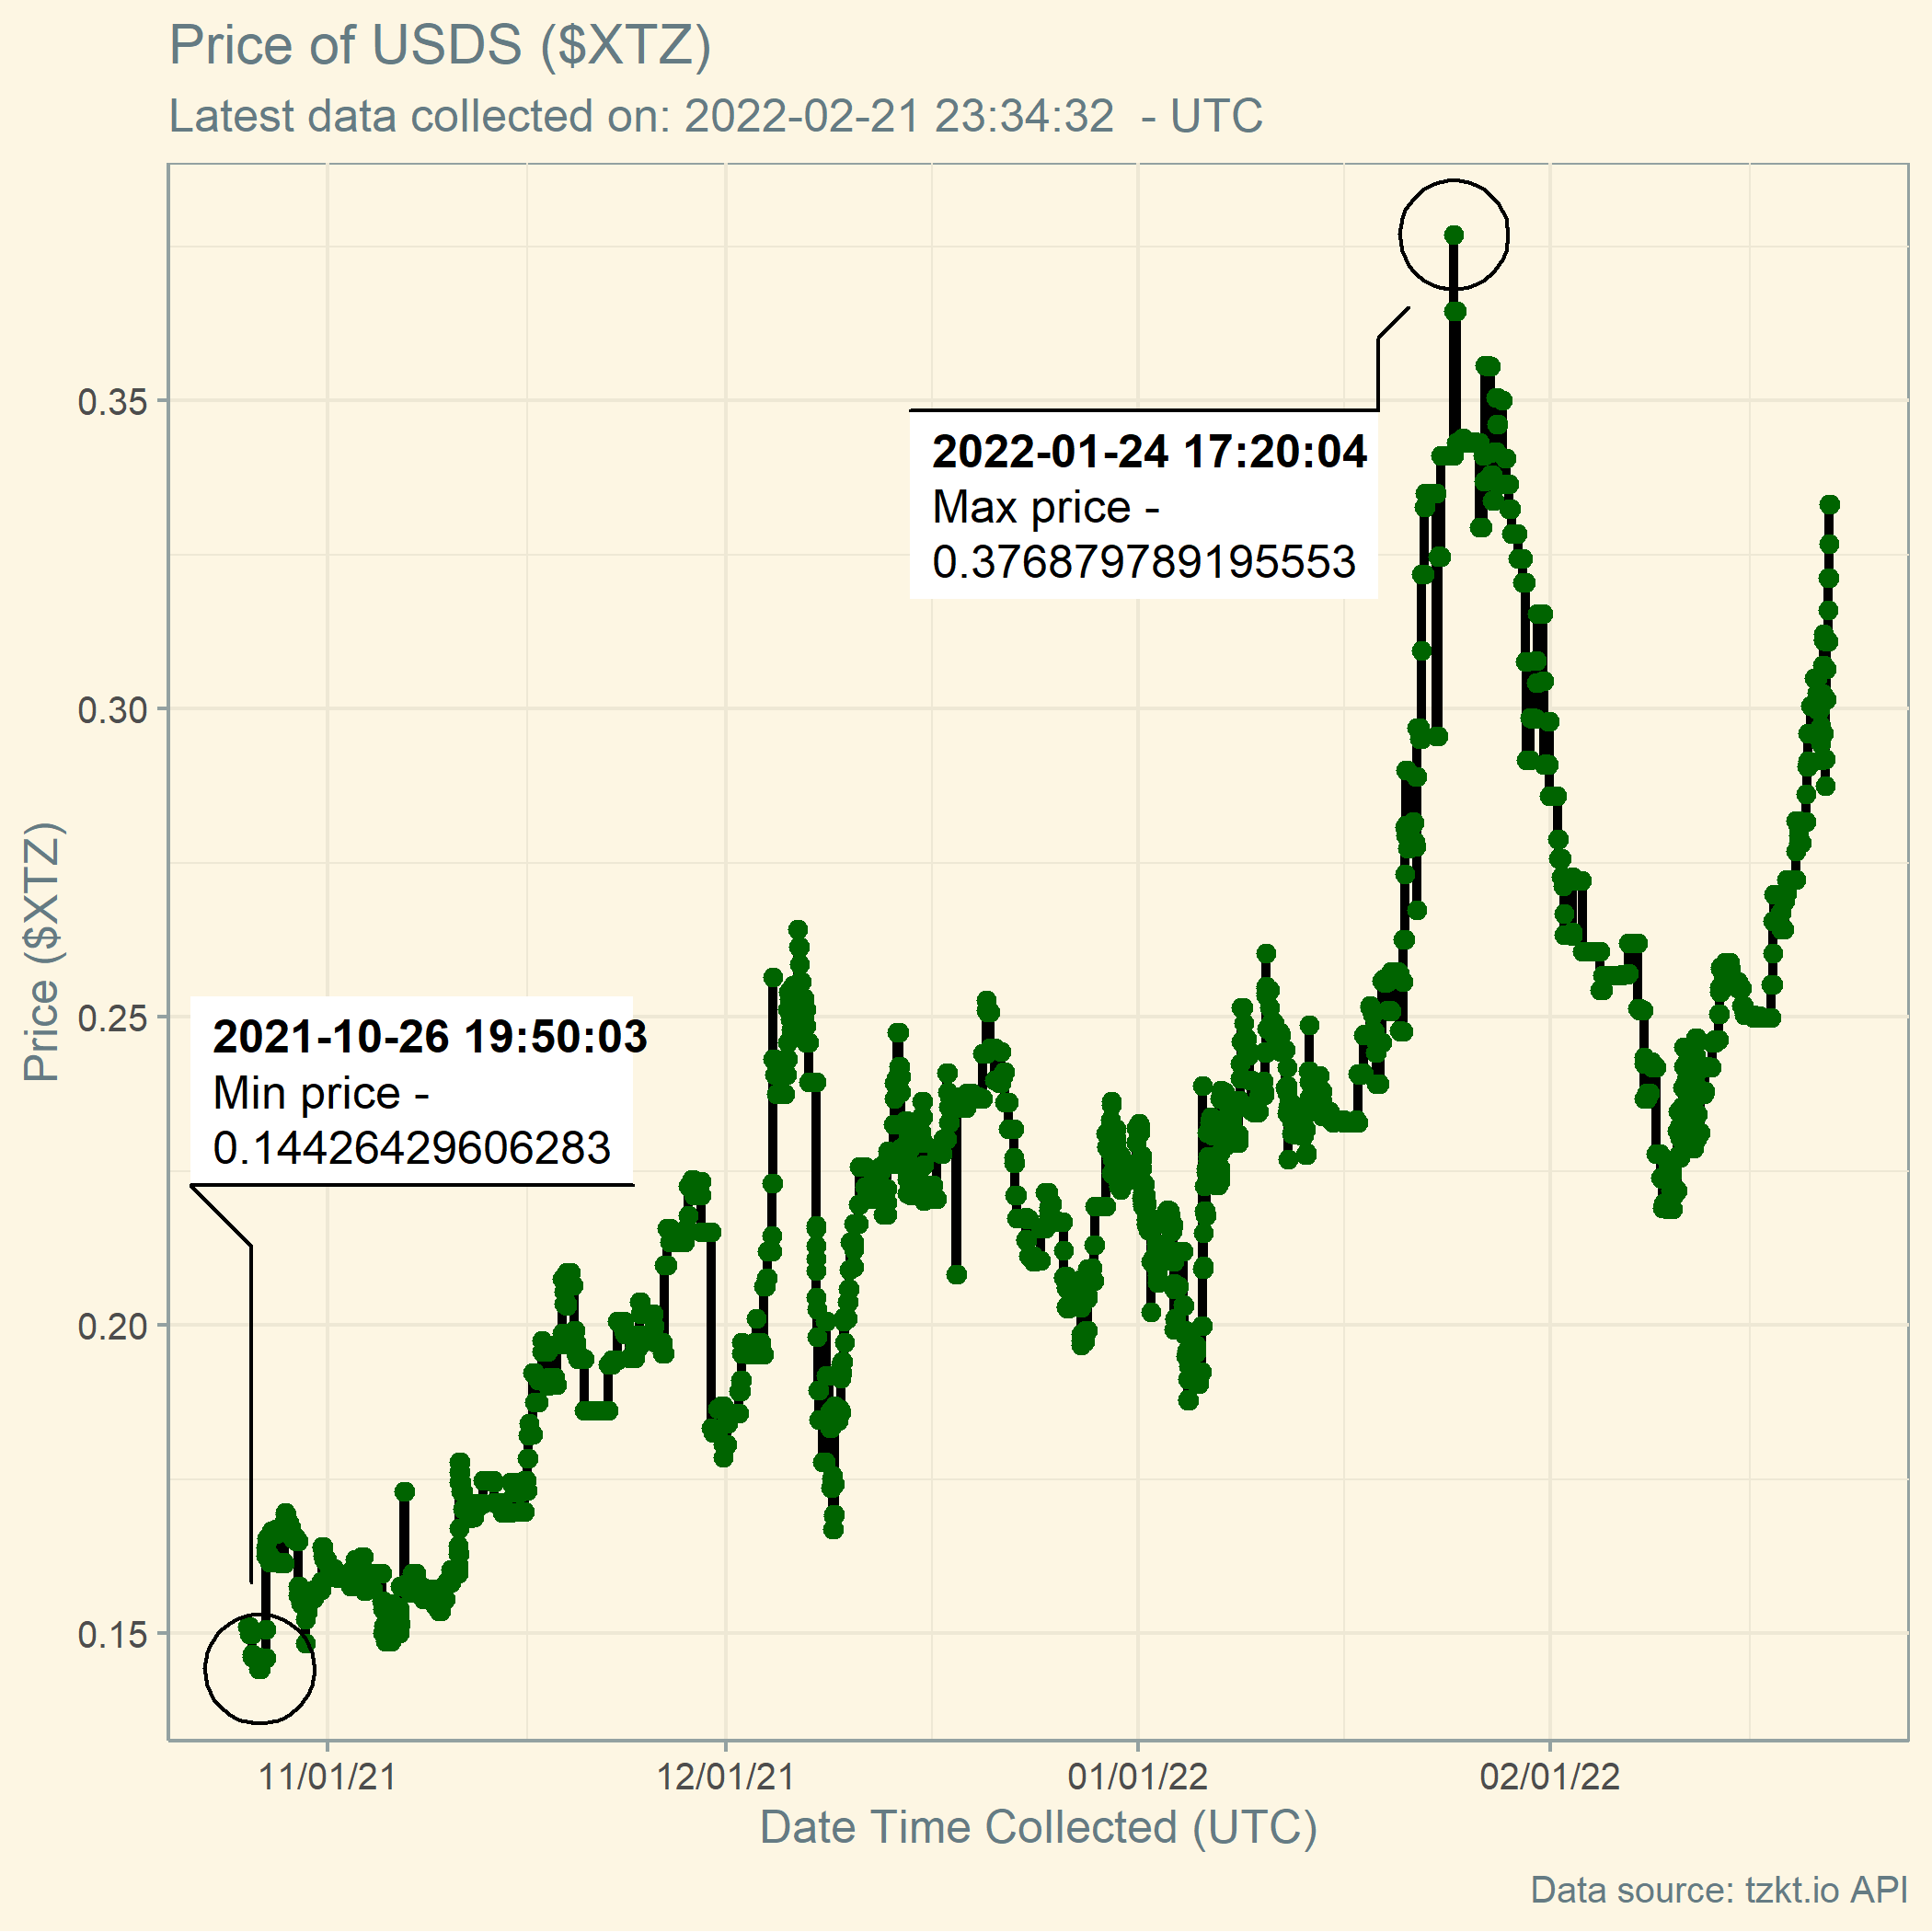 Price of USDS ($XTZ)
Latest data collected on: 2022-02-21 23:34:32  - UTC
Price ($XTZ)
0.35
0.30
0.25
0.20
0.15
2022-01-24 17:20:04
Max price -
0.376879789195553
2021-10-26 19:50:03
Min price -
0.14426429606283
11/01/21
12/01/21
01/01/22
02/01/22
Date Time Collected (UTC)
Data source: tzkt.io API